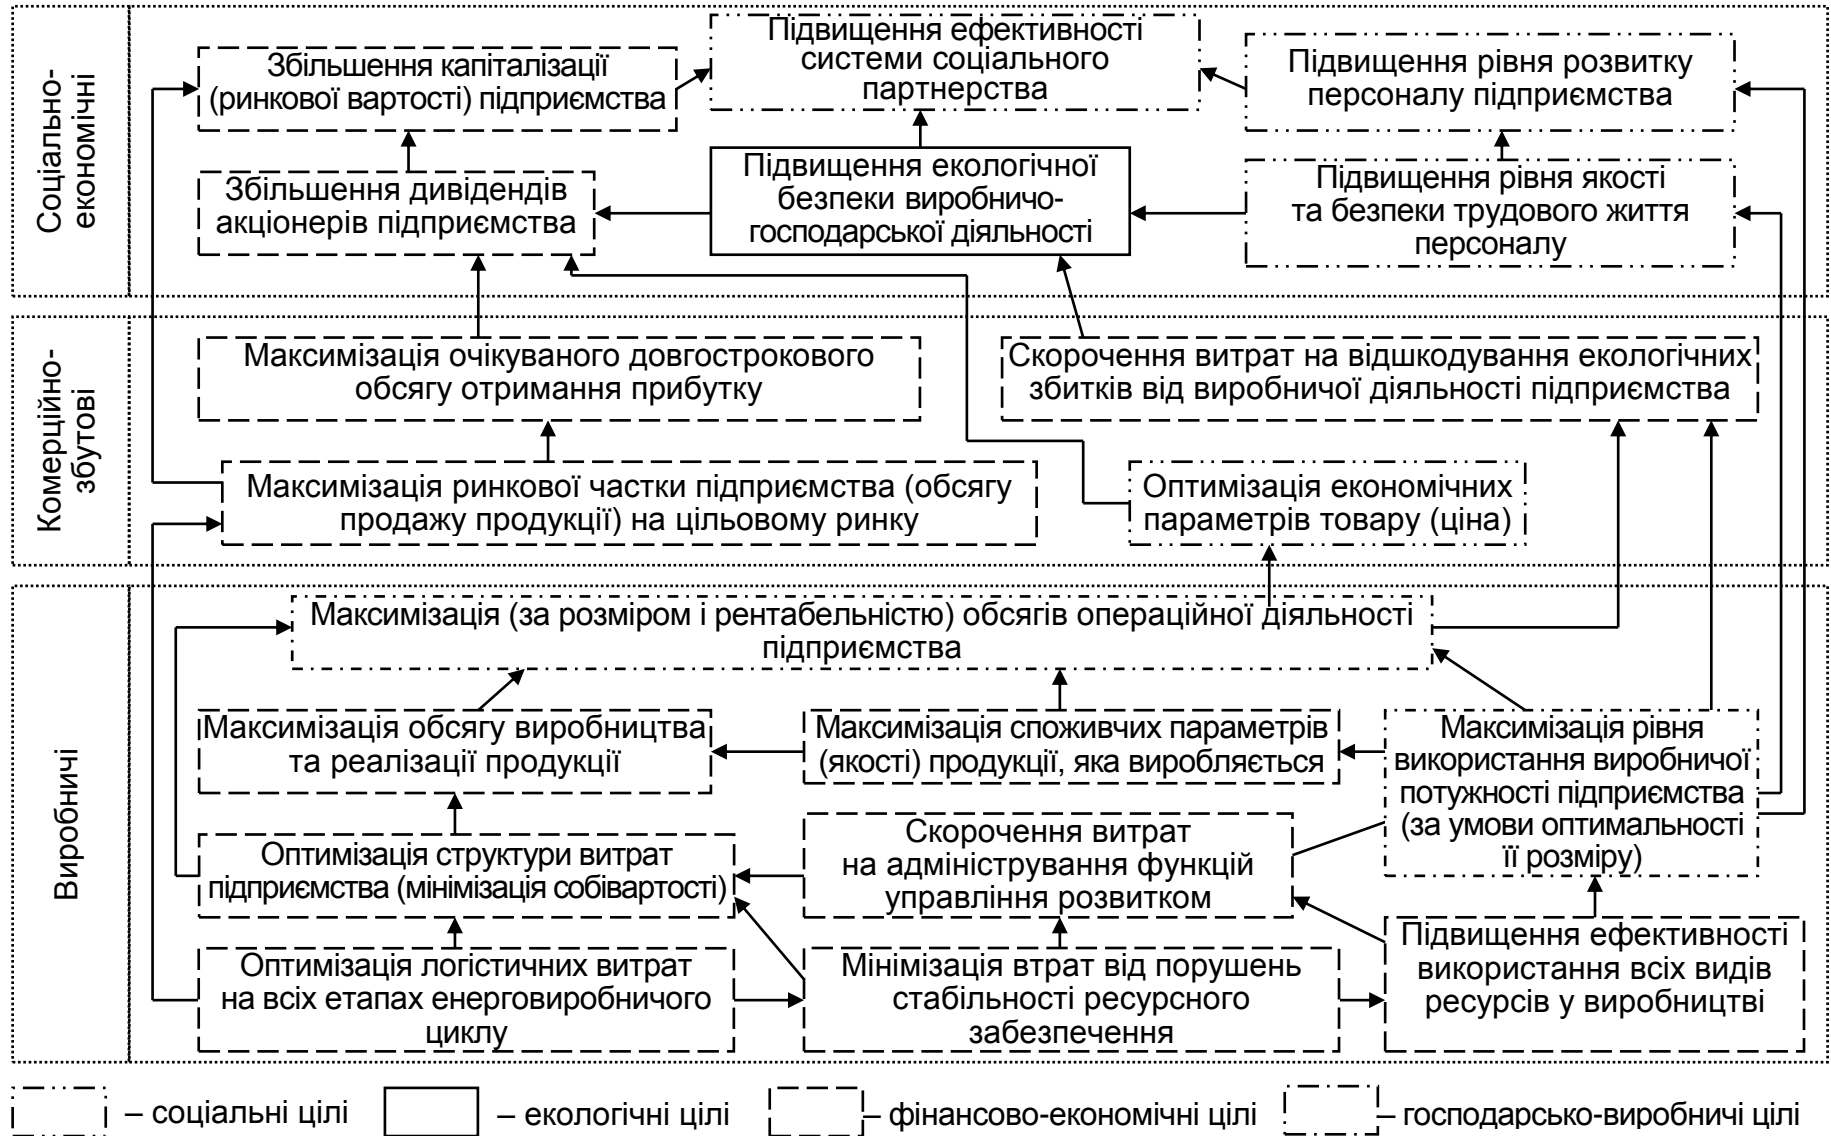 Соціально-
економічні
Збільшення капіталізації
(ринкової вартості) підприємства
Підвищення ефективності
системи соціального
партнерства
Підвищення рівня розвитку
персоналу підприємства
Збільшення дивідендів
акціонерів підприємства
Підвищення екологічної
безпеки виробничо-
господарської діяльності
Підвищення рівня якості
та безпеки трудового життя
персоналу
Комерційно-
збутові
Максимізація очікуваного довгострокового
обсягу отримання прибутку
Скорочення витрат на відшкодування екологічних
збитків від виробничої діяльності підприємства
Максимізація ринкової частки підприємства (обсягу
продажу продукції) на цільовому ринку
Оптимізація економічних
параметрів товару (ціна)
Виробничі
Максимізація (за розміром і рентабельністю) обсягів операційної діяльності
підприємства
Максимізація обсягу виробництва
та реалізації продукції
Максимізація споживчих параметрів
(якості) продукції, яка виробляється
Максимізація рівня
використання виробничої
потужності підприємства
(за умови оптимальності
її розміру)
Оптимізація структури витрат
підприємства (мінімізація собівартості)
Скорочення витрат
на адміністрування функцій
управління розвитком
Оптимізація логістичних витрат
на всіх етапах енерговиробничого
циклу
Мінімізація втрат від порушень
стабільності ресурсного
забезпечення
Підвищення ефективності
використання всіх видів
ресурсів у виробництві
– соціальні цілі
– екологічні цілі
– фінансово-економічні цілі
– господарсько-виробничі цілі